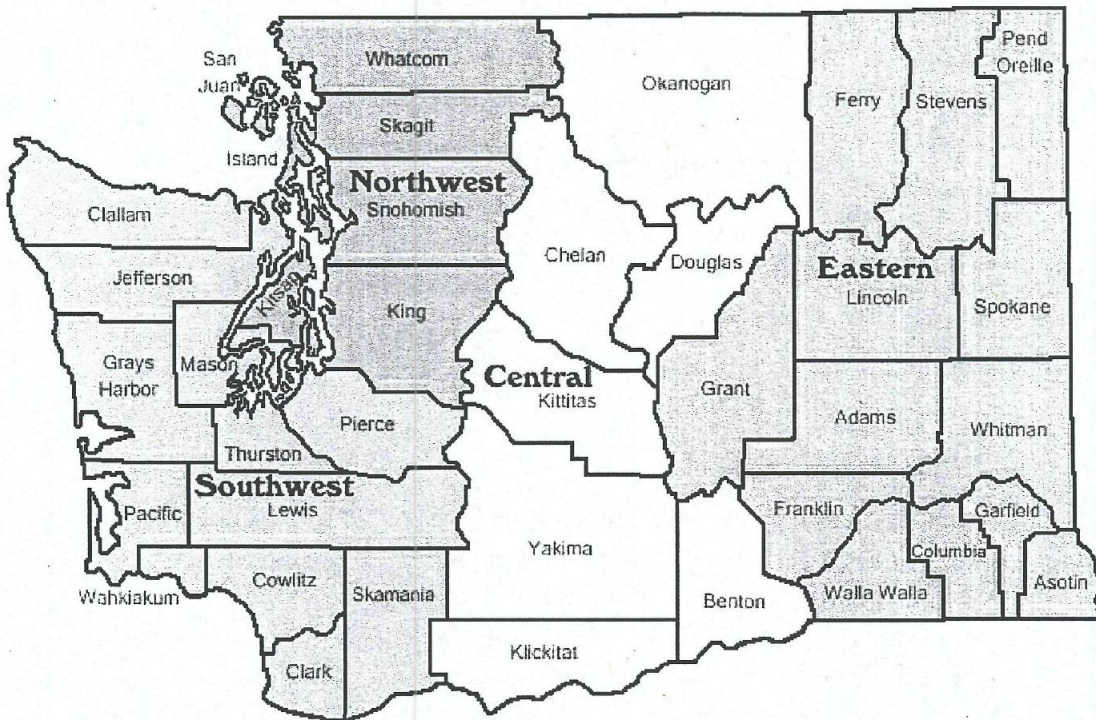 San
Juan
Whatcom
Okanogan
Ferry
Stevens
Pend
Oreille
Skagit
Island
Northwest
Snohomish
Clallam
Chelan
Douglas
Eastern
Lincoln
Jefferson
Kitsap
King
Spokane
Grays
Harbor
Mason
Central
Kittitas
Grant
Adams
Whitman
Pierce
Thurston
Southwest
Lewis
Pacific
Franklin
Garfield
Yakima
Columbia
Cowlitz
Wahkiakum
Skamania
Walla Walla
Asotin
Benton
Clark
Klickitat